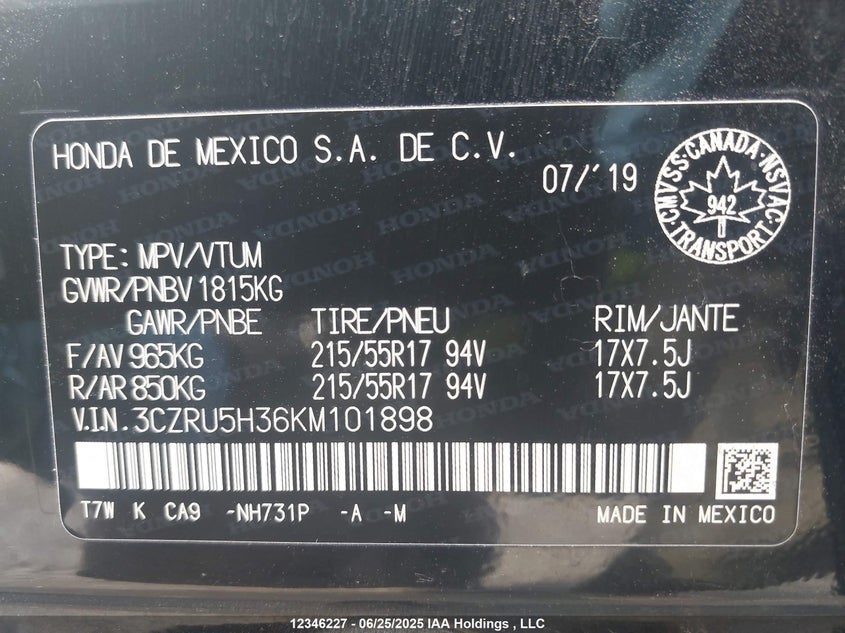 HONDA DE MEXICO S.A. DE C.V.
07/'19
CMVSS·CANADA·NSVAC·TRANSPORT·
942
TYPE: MPV/VTUM
GVWR/PNBV 1815KG
GAWR/PNBE TIRE/PNEU RIM/JANTE
F/AV 965KG 215/55R17 94V 17X7.5J
R/AR 850KG 215/55R17 94V 17X7.5J
V.I.N. 3CZRU5H36KM101898
T7W K CA9 -NH731P -A -M MADE IN MEXICO
12346227 - 06/25/2025 IAA Holdings , LLC